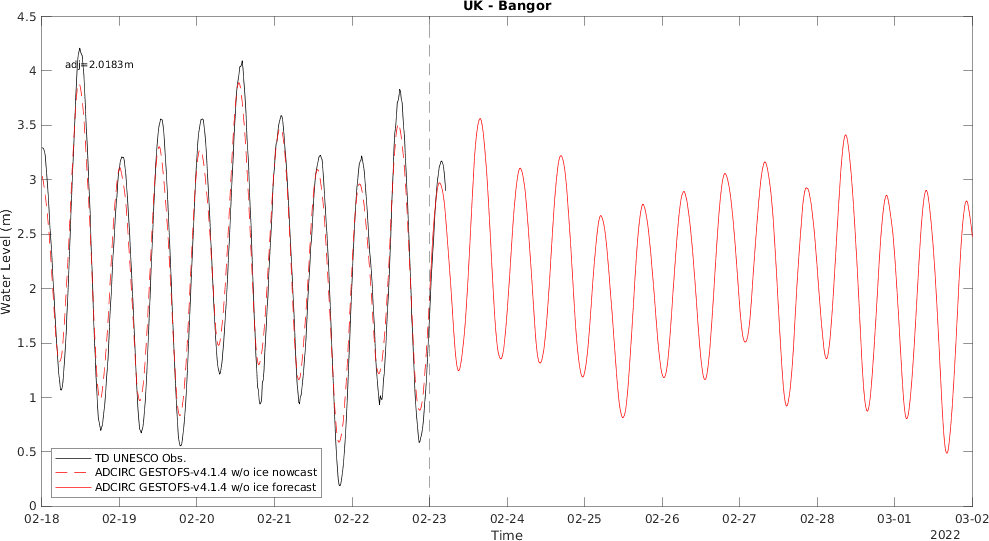 UK - Bangor
4.5
4
3.5
3
2.5
2
1.5
1
0.5
0
Water Level (m)
adj=2.0183m
TD UNESCO Obs.
ADCIRC GESTOFS-v4.1.4 w/o ice nowcast
ADCIRC GESTOFS-v4.1.4 w/o ice forecast
02-18 02-19 02-20 02-21 02-22 02-23 02-24 02-25 02-26 02-27 02-28 03-01 03-02
Time
2022